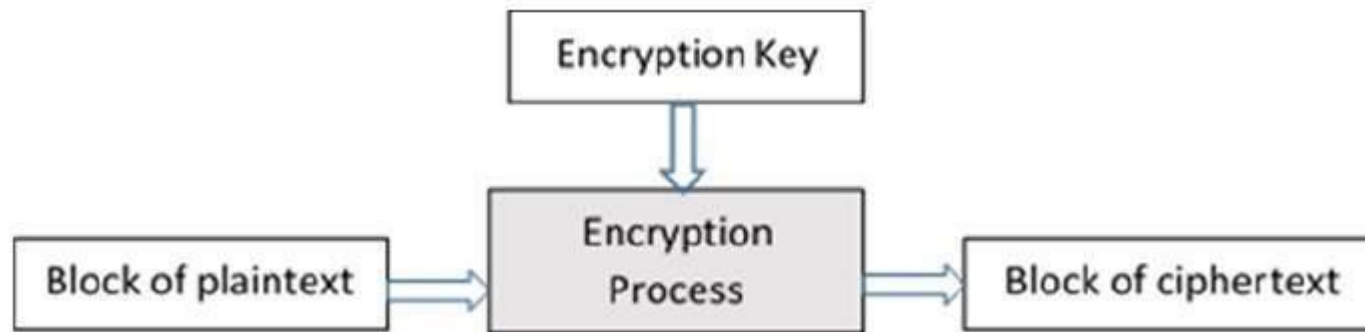 Encryption Key
Block of plaintext
Encryption
Process
Block of ciphertext